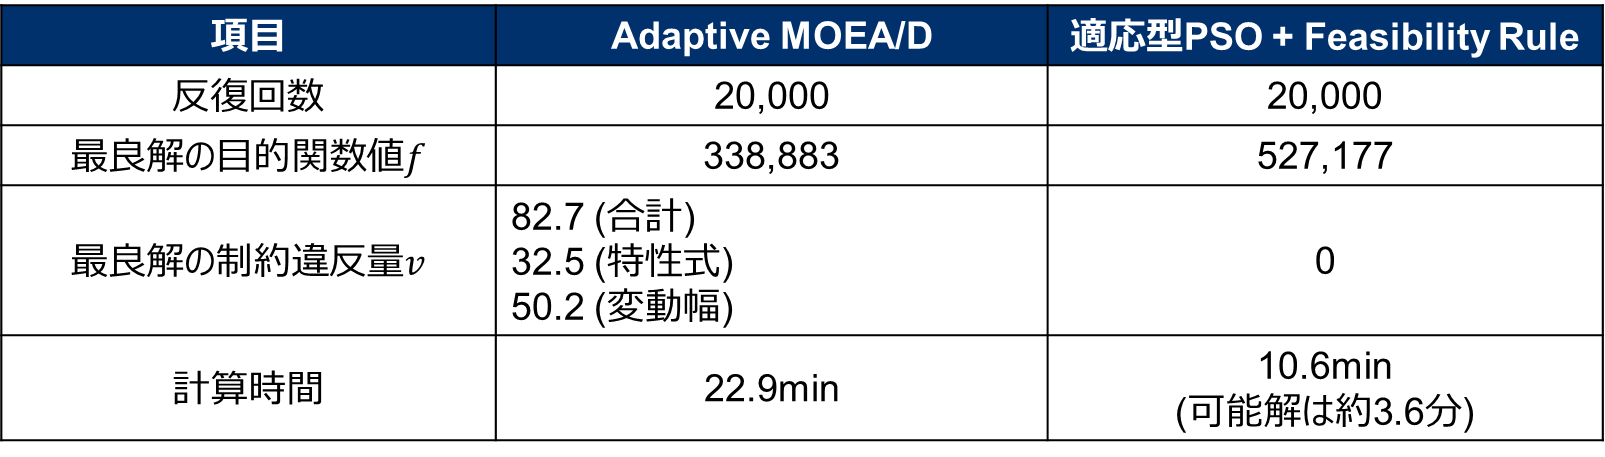 項目
Adaptive MOEA/D
適応型PSO + Feasibility Rule
反復回数
20,000
20,000
最良解の目的関数値f
338,883
527,177
最良解の制約違反量v
82.7 (合計)
32.5 (特性式)
50.2 (変動幅)
0
計算時間
22.9min
10.6min
(可能解は約3.6分)